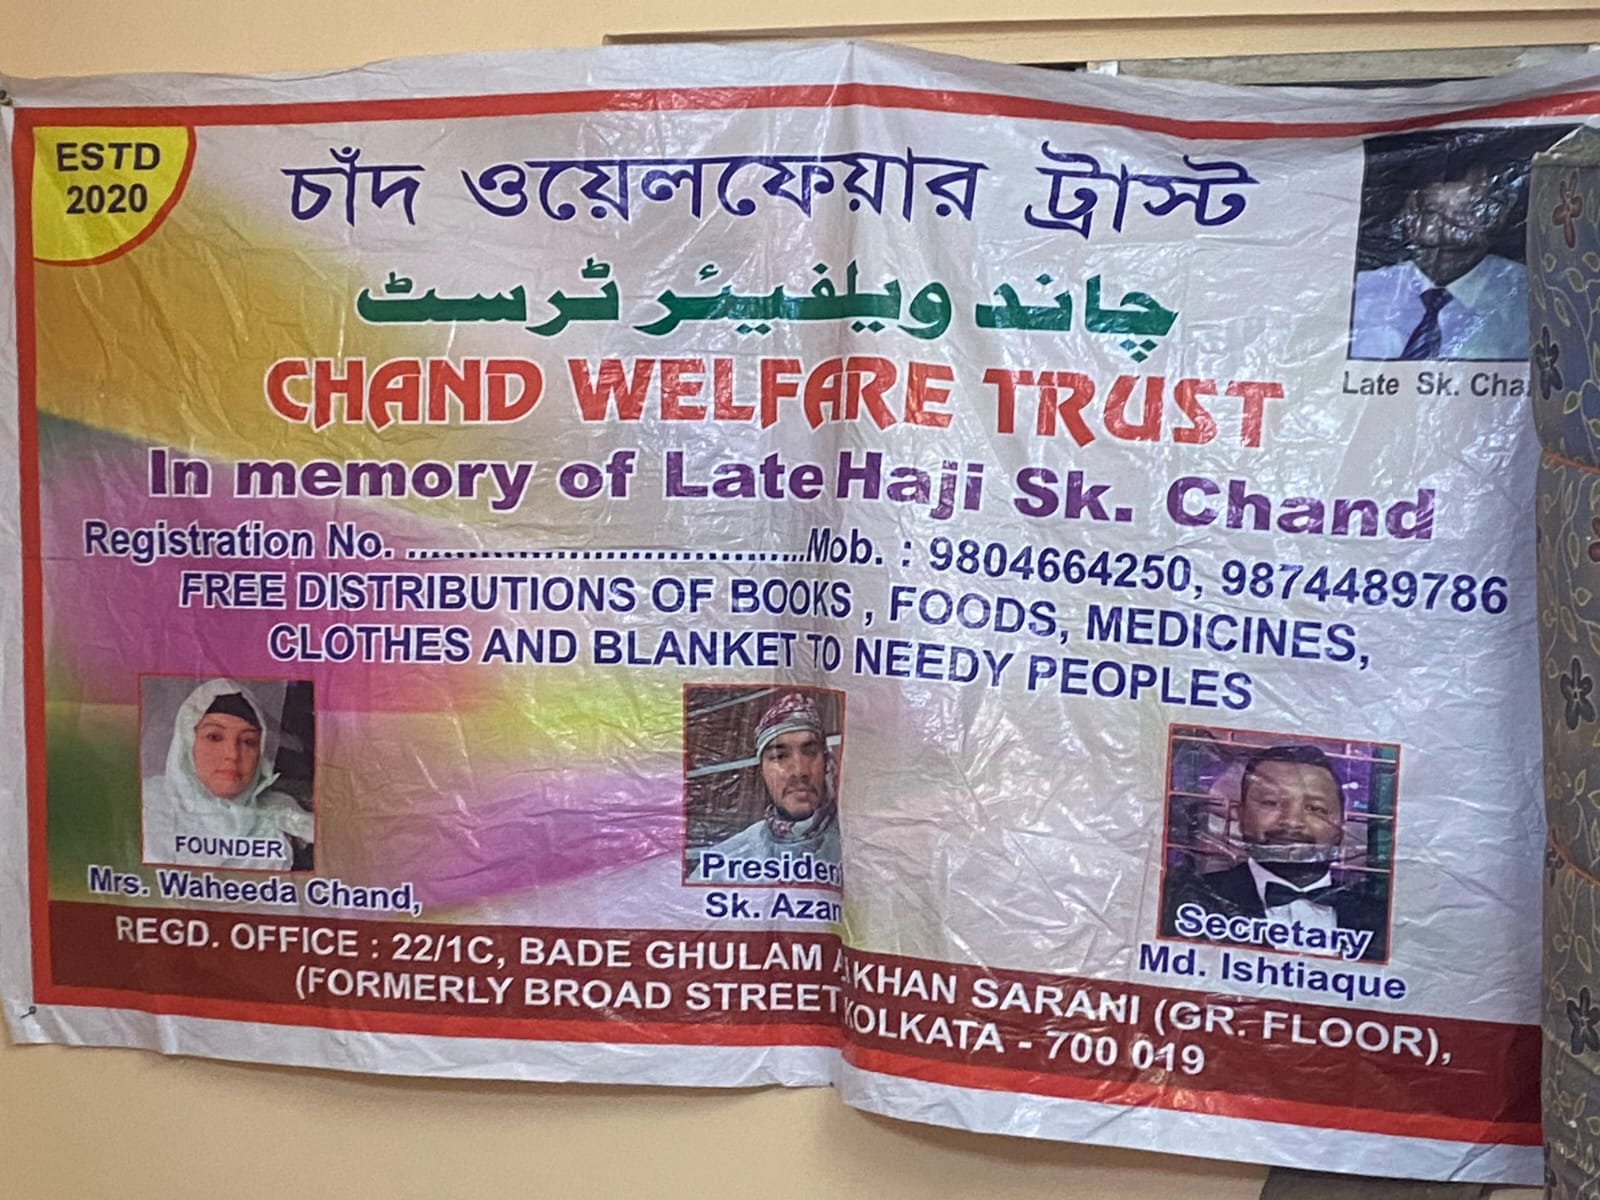 ESTD
2020
চাঁদ ওয়েলফেয়ার ট্রাস্ট
چاند ویلفیئر ٹرسٹ
CHAND WELFARE TRUST
Late Sk.
In memory of Late Haji Sk. Chand
Registration No. ........................................Mob. : 9804664250, 9874489786
FREE DISTRIBUTIONS OF BOOKS , FOODS, MEDICINES,
CLOTHES AND BLANKET TO NEEDY PEOPLES
FOUNDER
Mrs. Waheeda Chand,
Sk.
Secretary
Md. Ishtiaque
REGD. OFFICE : 22/1C, BADE GHULAM KHAN SARANI (GR. FLOOR),
(FORMERLY BROAD STREET KOLKATA - 700 019